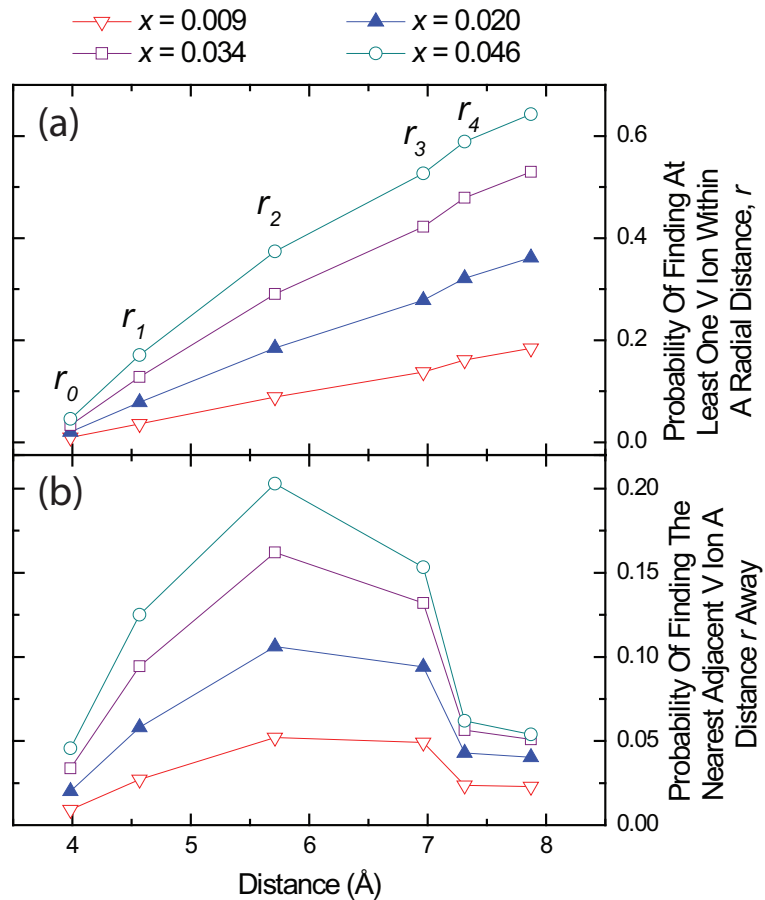 x = 0.009
x = 0.020
x = 0.034
x = 0.046
(a)
r0
r1
r2
r3
r4
0.6
0.4
0.2
0.0
Probability Of Finding At
Least One V Ion Within
A Radial Distance, r
(b)
0.20
0.15
0.10
0.05
0.00
Probability Of Finding The
Nearest Adjacent V Ion A
Distance r Away
4 5 6 7 8
Distance (Å)